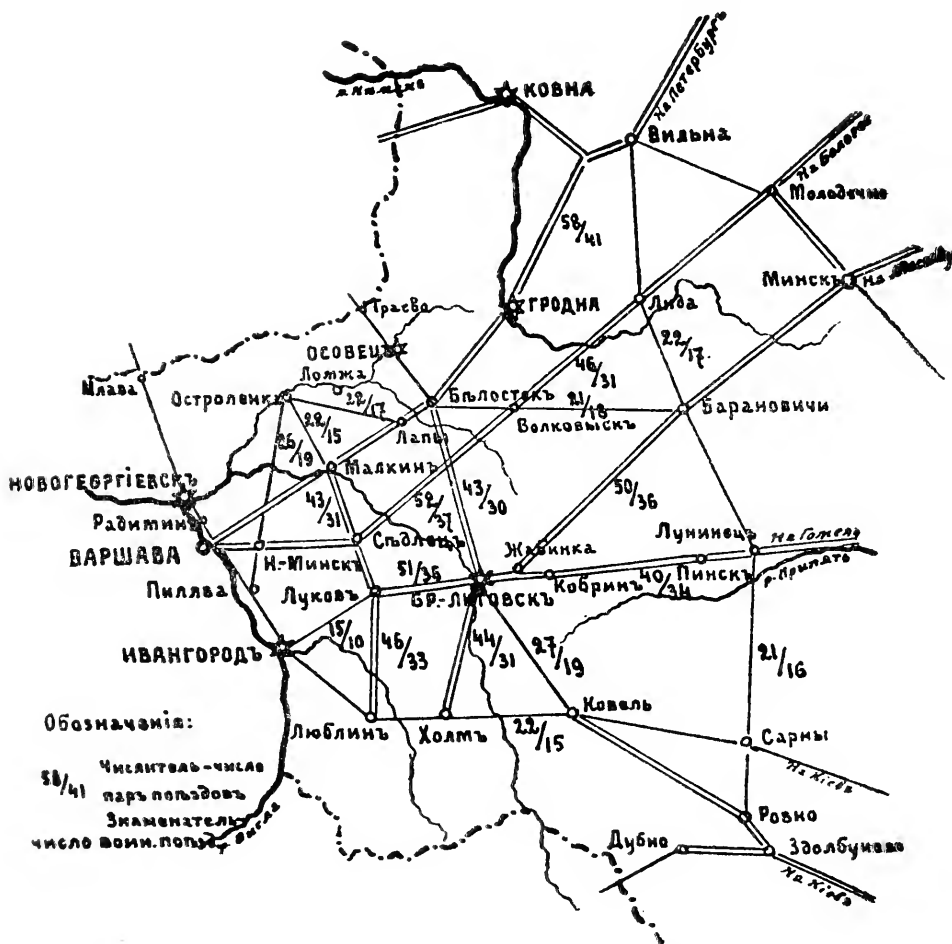 КОВНА
На Петербургъ
Вильна
На Бологое
Молодечно
58/41
Минскъ
на Москву
ГРОДНА
Лида
Граево
22/17
ОСОВЕЦЪ
Ломжа
46/31
Млава
Остроленка
22/17
Бѣлостокъ
21/18
Барановичи
28/15
Лапы
Волковыскъ
26/19
Малкинъ
НОВОГЕОРГІЕВСКЪ
43/31
52/37
43/30
50/36
Радиминъ
Лунинецъ
На Гомель
ВАРШАВА
Сѣдлецъ
Жабинка
Н-Минскъ
51/36
Пинскъ
р. Припять
Пилява
Луковъ
БР.-ЛИТОВСКЪ
Кобринъ
40/34
ИВАНГОРОДЪ
15/10
46/33
44/31
27/19
21/16
Обозначенія:
Люблинъ
Холмъ
22/15
Ковель
Сарны
58/41
Числитель-число
паръ поѣздовъ
На Кіевъ
Знаменатель
Ровно
число воин. поѣзд.
Висла
Дубно
Здолбуново
На Кіевъ